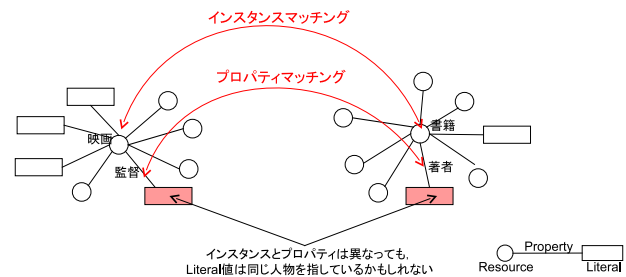 インスタンスマッチング
プロパティマッチング
映画
書籍
監督
著者
インスタンスとプロパティは異なっても,
Literal値は同じ人物を指しているかもしれない
Property
Resource
Literal